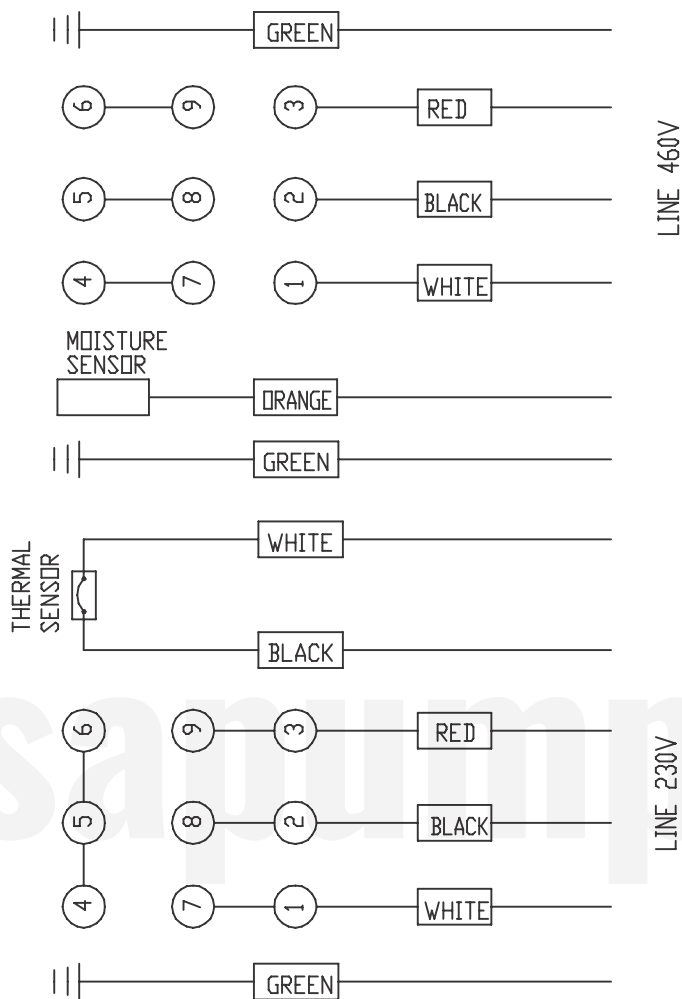 GREEN
6 9 3 RED
5 8 2 BLACK
4 7 1 WHITE
LINE 460V
MOISTURE
SENSOR
ORANGE
GREEN
THERMAL
SENSOR
WHITE
BLACK
6 9 3 RED
5 8 2 BLACK
4 7 1 WHITE
LINE 230V
GREEN
sapump